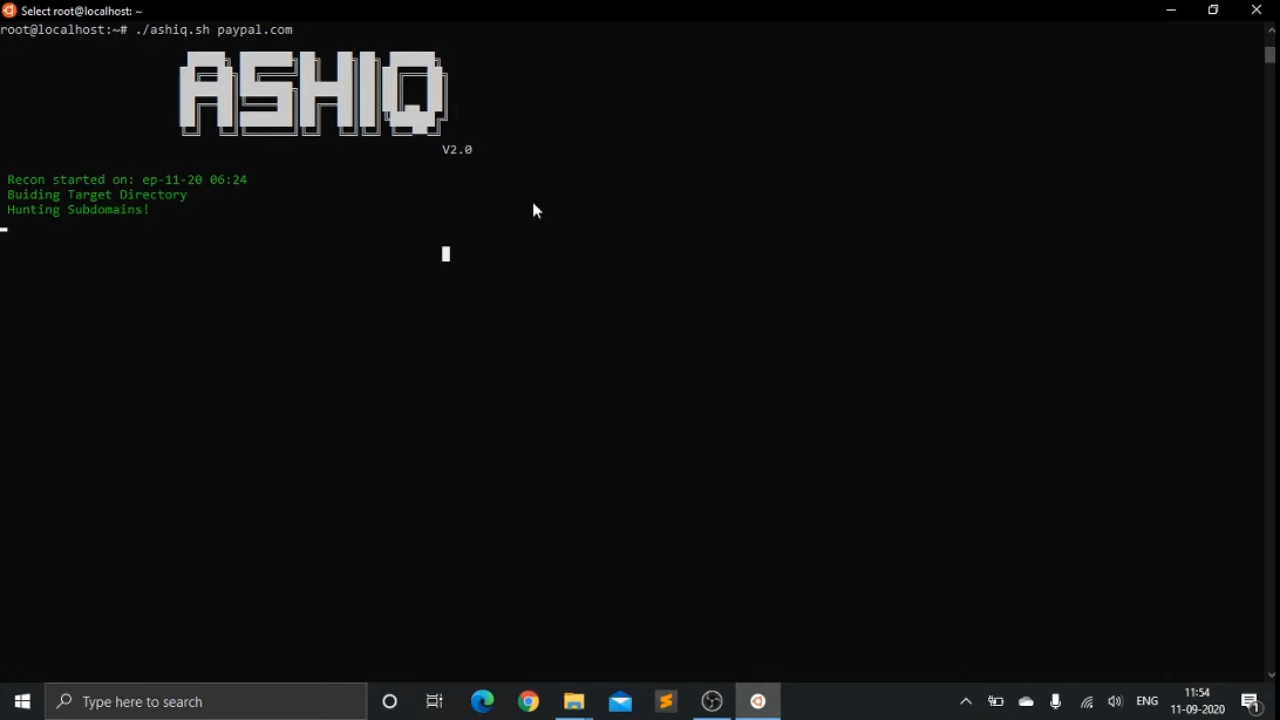 Select root@localhost: ~
root@localhost:~# ./ashiq.sh paypal.com
ASHIQ
V2.0
Recon started on: ep-11-20 06:24
Buiding Target Directory
Hunting Subdomains!
Type here to search
ENG
11:54
11-09-2020
1